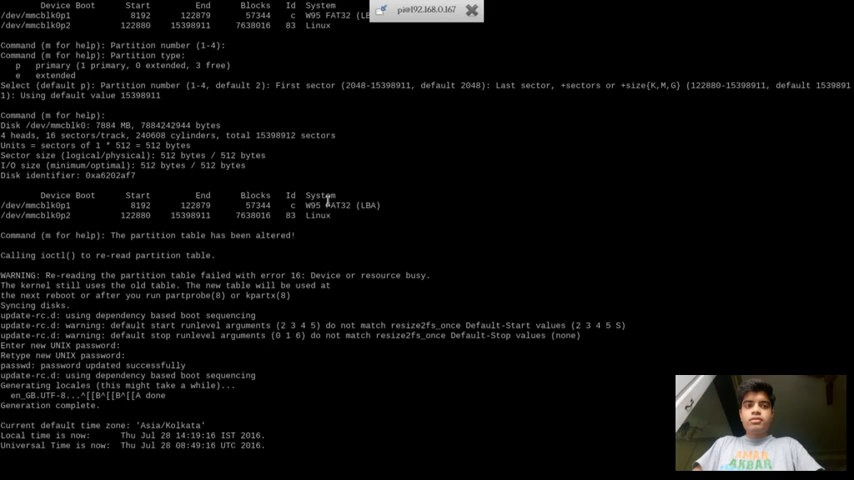 pi@192.168.0.167
Device Boot Start End Blocks Id System
/dev/mmcblk0p1 8192 122879 57344 c W95 FAT32 (LBA
/dev/mmcblk0p2 122880 15398911 7638016 83 Linux
Command (m for help): Partition number (1-4):
Command (m for help): Partition type:
p primary (1 primary, 0 extended, 3 free)
e extended
Select (default p): Partition number (1-4, default 2): First sector (2048-15398911, default 2048): Last sector, +sectors or +size{K,M,G} (122880-15398911, default 1539891
1): Using default value 15398911
Command (m for help):
Disk /dev/mmcblk0: 7884 MB, 7884242944 bytes
4 heads, 16 sectors/track, 240608 cylinders, total 15398912 sectors
Units = sectors of 1 * 512 = 512 bytes
Sector size (logical/physical): 512 bytes / 512 bytes
I/O size (minimum/optimal): 512 bytes / 512 bytes
Disk identifier: 0xa6202af7
Device Boot Start End Blocks Id System
/dev/mmcblk0p1 8192 122879 57344 c W95 FAT32 (LBA)
/dev/mmcblk0p2 122880 15398911 7638016 83 Linux
Command (m for help): The partition table has been altered!
Calling ioctl() to re-read partition table.
WARNING: Re-reading the partition table failed with error 16: Device or resource busy.
The kernel still uses the old table. The new table will be used at
the next reboot or after you run partprobe(8) or kpartx(8)
Syncing disks.
update-rc.d: using dependency based boot sequencing
update-rc.d: warning: default start runlevel arguments (2 3 4 5) do not match resize2fs_once Default-Start values (2 3 4 5 S)
update-rc.d: warning: default stop runlevel arguments (0 1 6) do not match resize2fs_once Default-Stop values (none)
Enter new UNIX password:
Retype new UNIX password:
passwd: password updated successfully
update-rc.d: using dependency based boot sequencing
Generating locales (this might take a while)...
en_GB.UTF-8...^[[B^[[B^[[A done
Generation complete.
Current default time zone: 'Asia/Kolkata'
Local time is now: Thu Jul 28 14:19:16 IST 2016.
Universal Time is now: Thu Jul 28 08:49:16 UTC 2016.
AMAR
AKBAR